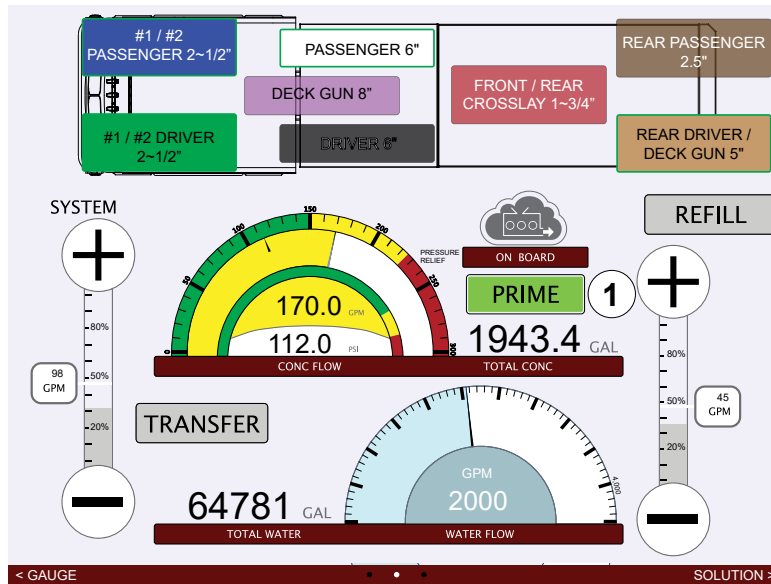 #1 / #2
PASSENGER 2~1/2”
PASSENGER 6"
REAR PASSENGER
2.5"
DECK GUN 8”
FRONT / REAR
CROSSLAY 1~3/4”
#1 / #2 DRIVER
2~1/2”
DRIVER 6"
REAR DRIVER /
DECK GUN 5"
SYSTEM
80%
50%
20%
98
GPM
0
50
100
150
200
250
300
PRESSURE
RELIEF
170.0 GPM
112.0 PSI
CONC FLOW
ON BOARD
PRIME
1
1943.4 GAL
TOTAL CONC
REFILL
80%
50%
20%
45
GPM
TRANSFER
64781 GAL
TOTAL WATER
4,000
GPM
2000
WATER FLOW
< GAUGE
SOLUTION >